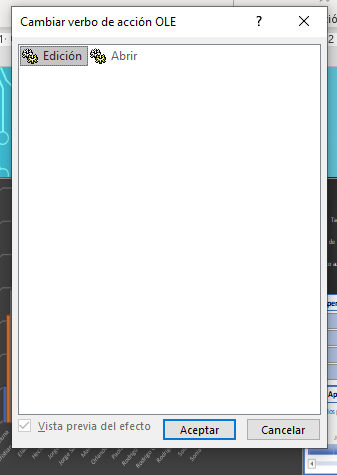 Cambiar verbo de acción OLE
Edición Abrir
Vista previa del efecto
Aceptar Cancelar